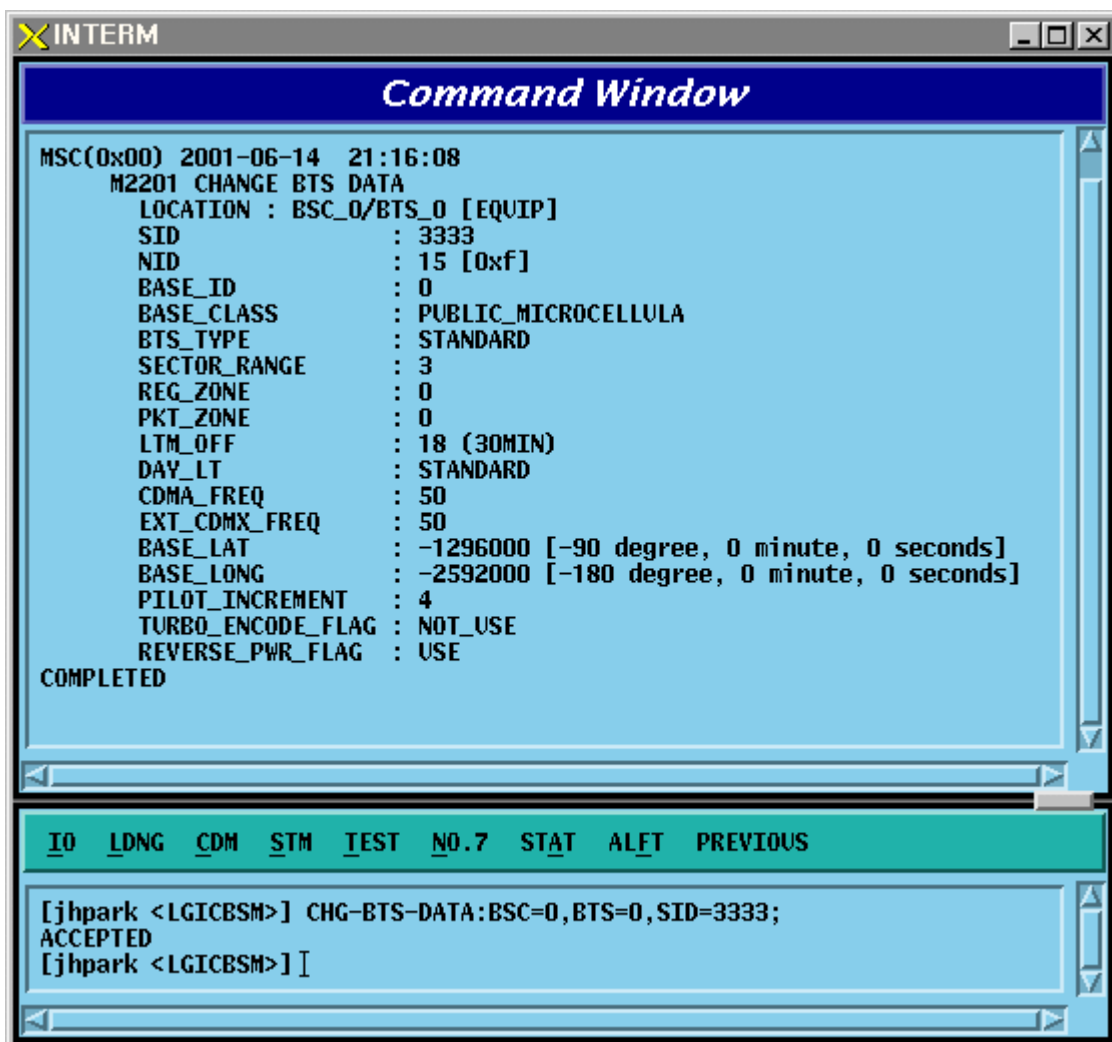 INTERM
Command Window
MSC(0x00) 2001-06-14 21:16:08
M2201 CHANGE BTS DATA
LOCATION : BSC_0/BTS_0 [EQUIP]
SID : 3333
NID : 15 [0xf]
BASE_ID : 0
BASE_CLASS : PUBLIC_MICROCELLULA
BTS_TYPE : STANDARD
SECTOR_RANGE : 3
REG_ZONE : 0
PKT_ZONE : 0
LTM_OFF : 18 (30MIN)
DAY_LT : STANDARD
CDMA_FREQ : 50
EXT_CDMX_FREQ : 50
BASE_LAT : -1296000 [-90 degree, 0 minute, 0 seconds]
BASE_LONG : -2592000 [-180 degree, 0 minute, 0 seconds]
PILOT_INCREMENT : 4
TURBO_ENCODE_FLAG : NOT_USE
REVERSE_PWR_FLAG : USE
COMPLETED
IO LDNG CDM STM TEST NO.7 STAT ALFT PREVIOUS
[jhpark <LGICBSM>] CHG-BTS-DATA:BSC=0,BTS=0,SID=3333;
ACCEPTED
[jhpark <LGICBSM>]